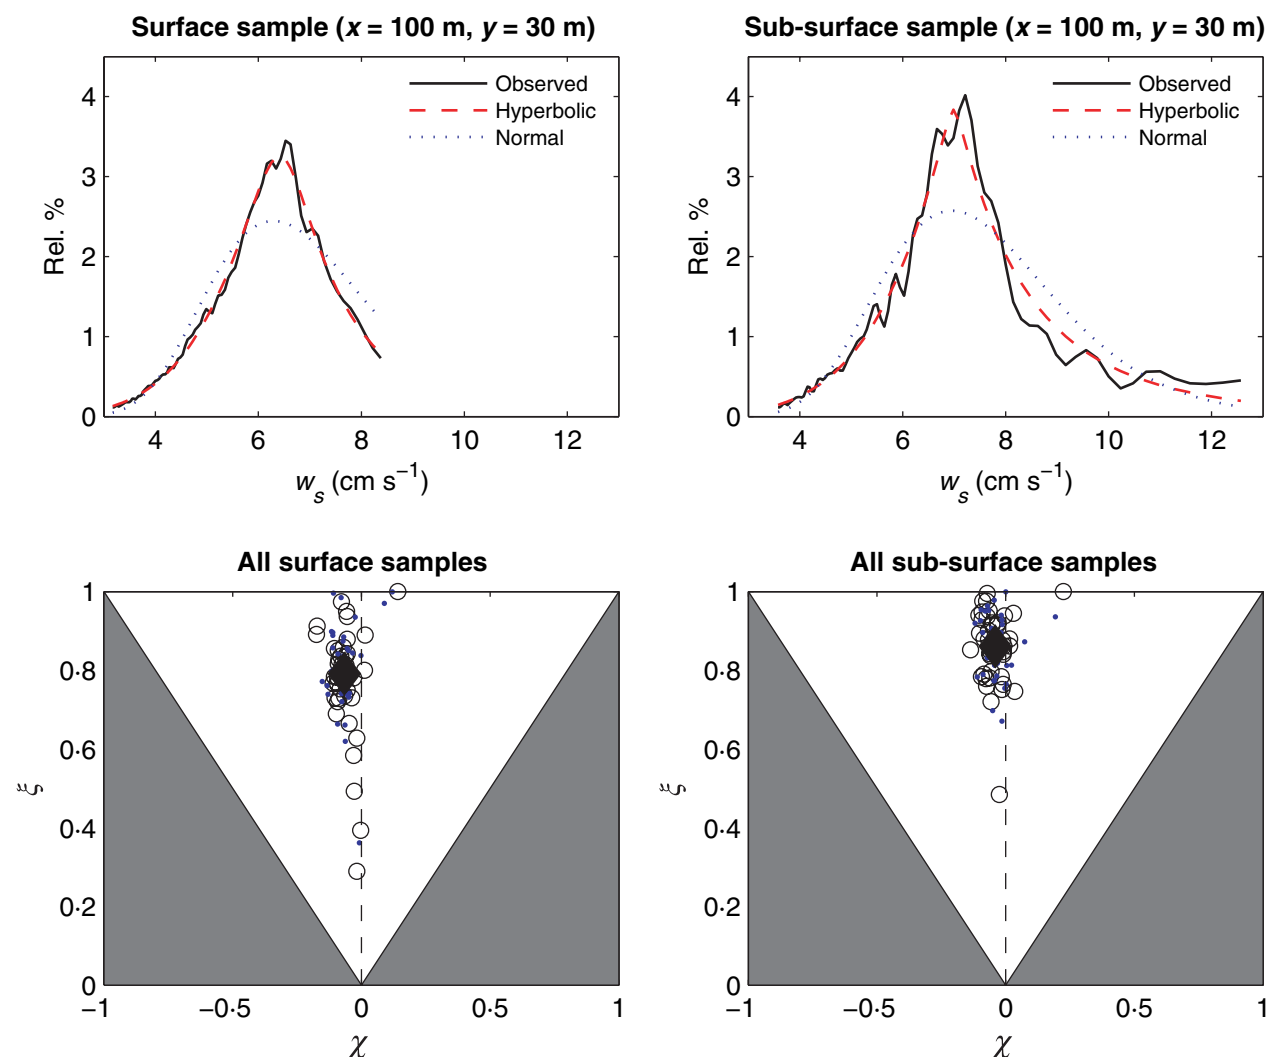 Surface sample (x = 100 m, y = 30 m)
4
3
2
1
0
Rel. %
Observed
Hyperbolic
Normal
4 6 8 10 12
w_s (cm s⁻¹)
Sub-surface sample (x = 100 m, y = 30 m)
4
3
2
1
0
Rel. %
Observed
Hyperbolic
Normal
4 6 8 10 12
w_s (cm s⁻¹)
All surface samples
1
0·8
0·6
0·4
0·2
0
ξ
−1 −0·5 0 0·5 1
χ
All sub-surface samples
1
0·8
0·6
0·4
0·2
0
ξ
−1 −0·5 0 0·5 1
χ